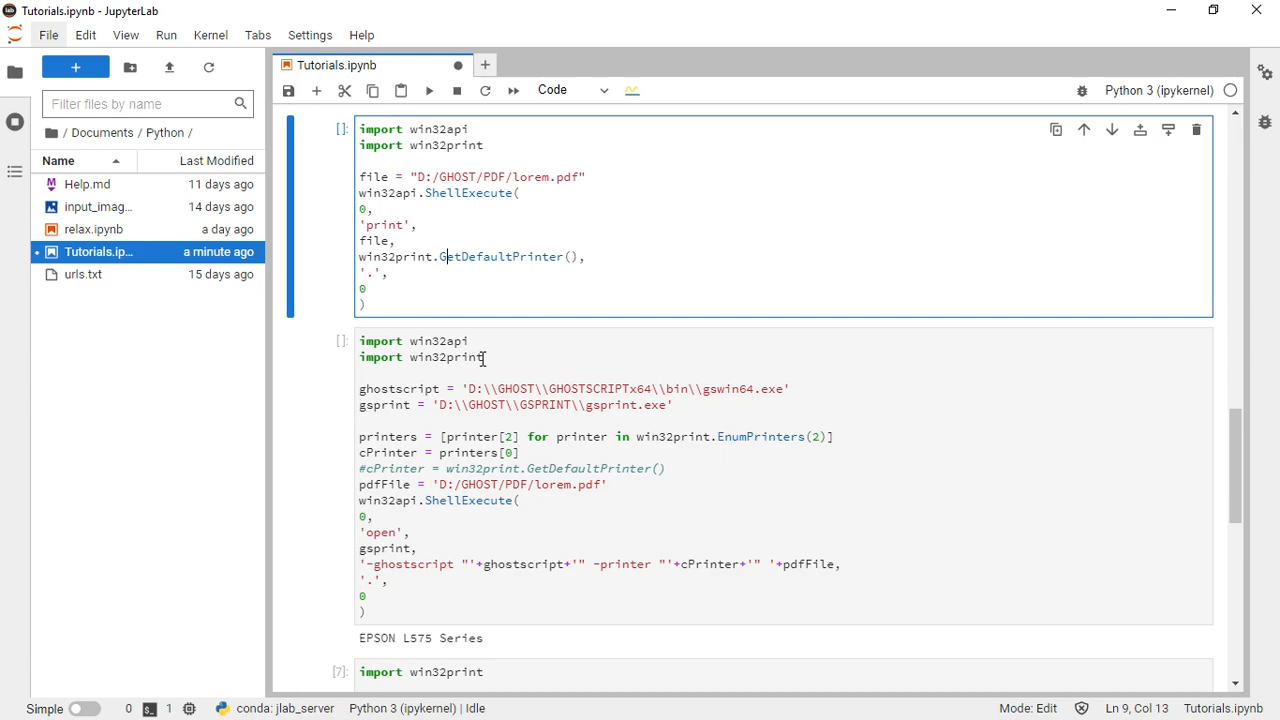 Tutorials.ipynb - JupyterLab
File Edit View Run Kernel Tabs Settings Help
Tutorials.ipynb
Filter files by name
/ Documents / Python /
Name Last Modified
Help.md 11 days ago
input_imag... 14 days ago
relax.ipynb a day ago
Tutorials.ip... a minute ago
urls.txt 15 days ago
Code
Python 3 (ipykernel)
[]: import win32api
import win32print
file = "D:/GHOST/PDF/lorem.pdf"
win32api.ShellExecute(
0,
'print',
file,
win32print.GetDefaultPrinter(),
'.',
0
)
[]: import win32api
import win32print
ghostscript = 'D:\\GHOST\\GHOSTSCRIPTx64\\bin\\gswin64.exe'
gsprint = 'D:\\GHOST\\GSPRINT\\gsprint.exe'
printers = [printer[2] for printer in win32print.EnumPrinters(2)]
cPrinter = printers[0]
#cPrinter = win32print.GetDefaultPrinter()
pdfFile = 'D:/GHOST/PDF/lorem.pdf'
win32api.ShellExecute(
0,
'open',
gsprint,
'-ghostscript "'+ghostscript+'" -printer "'+cPrinter+'" '+pdfFile,
'.',
0
)
EPSON L575 Series
[7]: import win32print
Simple 0 1 conda: jlab_server Python 3 (ipykernel) | Idle Mode: Edit Ln 9, Col 13 Tutorials.ipynb